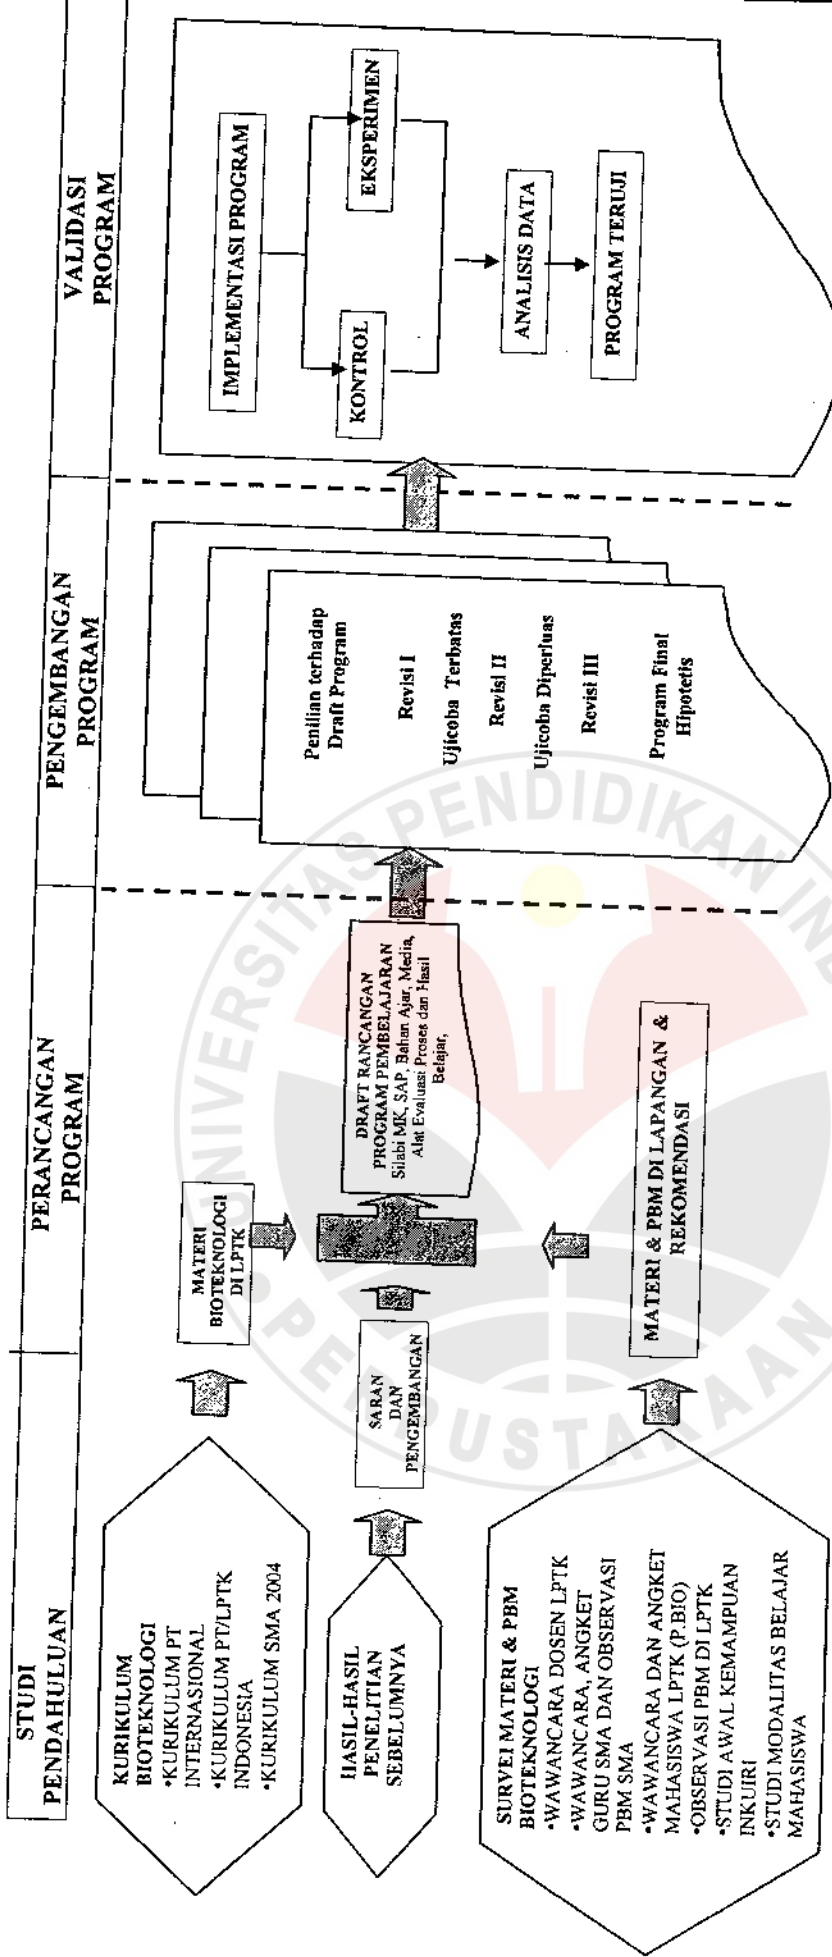 STUDI
PENDAHULUAN
PERANCANGAN
PROGRAM
PENGEMBANGAN
PROGRAM
VALIDASI
PROGRAM
KURIKULUM
BIOTEKNOLOGI
•KURIKULUM PT
INTERNASIONAL
•KURIKULUM PT/LPTK
INDONESIA
•KURIKULUM SMA 2004
HASIL-HASIL
PENELITIAN
SEBELUMNYA
SURVEI MATERI & PBM
BIOTEKNOLOGI
•WAWANCARA DOSEN LPTK
•WAWANCARA, ANGKET
GURU SMA DAN OBSERVASI
PBM SMA
•WAWANCARA DAN ANGKET
MAHASISWA LPTK (P.BIO)
•OBSERVASI PBM DI LPTK
•STUDI AWAL KEMAMPUAN
INKUIRI
•STUDI MODALITAS BELAJAR
MAHASISWA
MATERI
BIOTEKNOLOGI
DI LPTK
SARAN
DAN
PENGEMBANGAN
MATERI & PBM DI LAPANGAN &
REKOMENDASI
DRAFT RANCANGAN
PROGRAM PEMBELAJARAN
Silabi MK, SAP, Bahan Ajar, Media,
Alat Evaluasi Proses dan Hasil
Belajar,
Penilian terhadap
Draft Program
Revisi I
Ujicoba Terbatas
Revisi II
Ujicoba Diperluas
Revisi III
Program Final
Hipotetis
IMPLEMENTASI PROGRAM
KONTROL
EKSPERIMEN
ANALISIS DATA
PROGRAM TERUJI
UNIVERSITAS PENDIDIKAN INDO
PERPUSTAKAAN